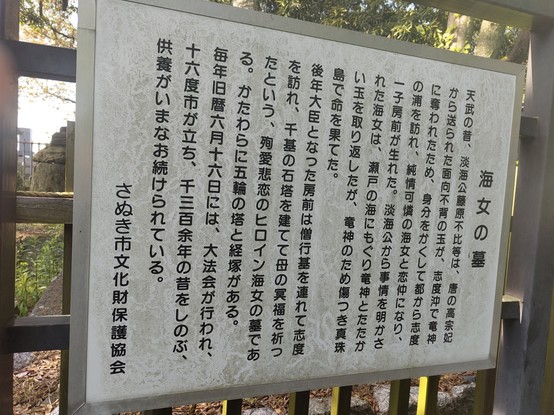 海女の墓
天武の昔、淡海公藤原不比等は、唐の高宗妃
から送られた面向不背の玉が、志度沖で竜神
に奪われたため、身分をかくして都から志度
の浦を訪れ、純情可憐の海女と恋仲になり、
一子房前が生れた。淡海公から事情を明かさ
れた海女は、瀬戸の海にもぐり竜神とたたか
い玉を取り返したが、竜神のため傷つき真珠
島で命を果てた。
後年大臣となった房前は僧行基を連れて志度
を訪れ、千基の石塔を建てて母の冥福を祈っ
たという、殉愛悲恋のヒロイン海女の墓であ
る。かたわらに五輪の塔と経塚がある。
毎年旧暦六月十六日には、大法会が行われ、
十六度市が立ち、千三百余年の昔をしのぶ、
供養がいまなお続けられている。
さぬき市文化財保護協会